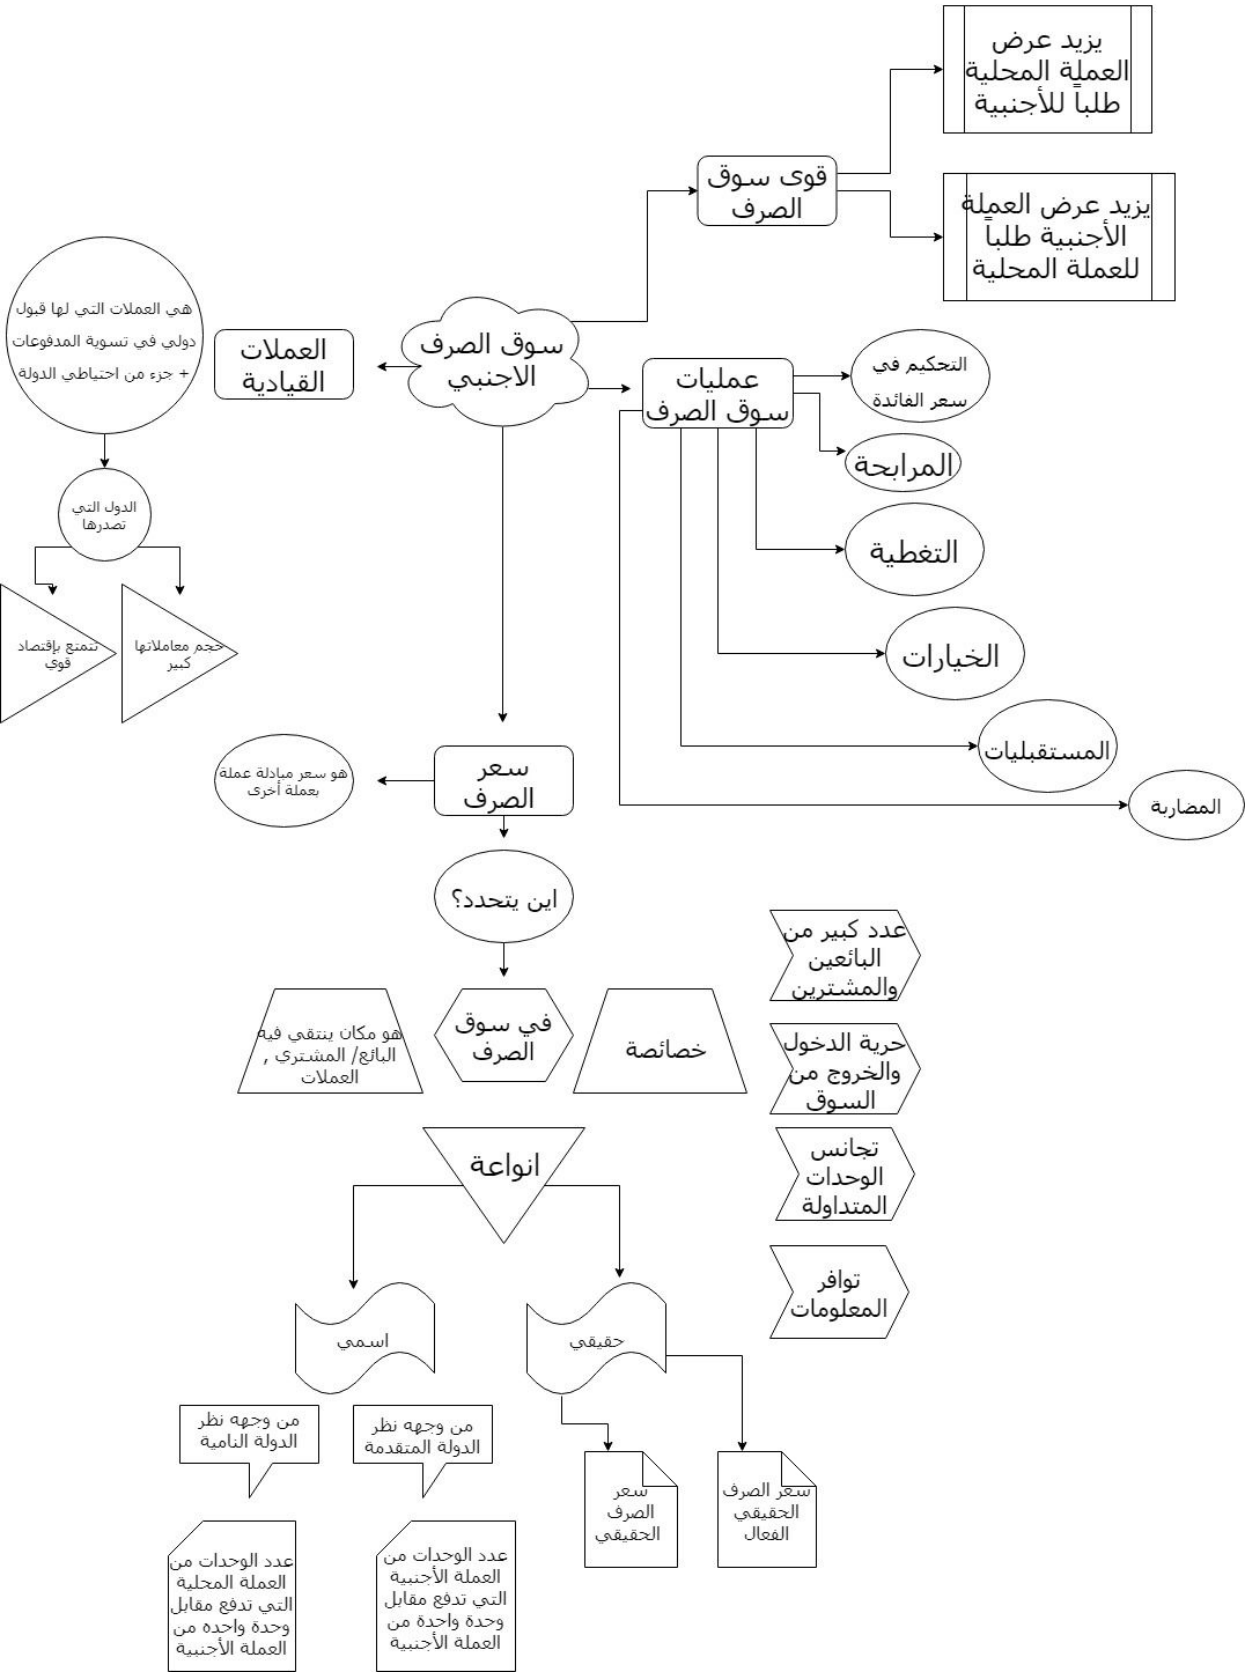 يزيد عرض
العملة المحلية
طلباً للأجنبية
قوى سوق
الصرف
يزيد عرض العملة
الأجنبية طلباً
للعملة المحلية
سوق الصرف
الاجنبي
العملات
القيادية
هي العملات التي لها قبول
دولي في تسوية المدفوعات
+ جزء من احتياطي الدولة
الدول التي
تصدرها
حجم معاملاتها
كبير
تتمتع بإقتصاد
قوي
عمليات
سوق الصرف
التحكيم في
سعر الفائدة
المرابحة
التغطية
الخيارات
المستقبليات
المضاربة
سعر
الصرف
هو سعر مبادلة عملة
بعملة أخرى
اين يتحدد؟
في سوق
الصرف
هو مكان ينتقي فيه
البائع/ المشتري ,
العملات
خصائصة
عدد كبير من
البائعين
والمشترين
حرية الدخول
والخروج من
السوق
تجانس
الوحدات
المتداولة
توافر
المعلومات
انواعة
حقيقي
اسمي
سعر الصرف
الحقيقي
الفعال
سعر
الصرف
الحقيقي
من وجهه نظر
الدولة المتقدمة
عدد الوحدات من
العملة الأجنبية
التي تدفع مقابل
وحدة واحدة من
العملة الأجنبية
من وجهه نظر
الدولة النامية
عدد الوحدات من
العملة المحلية
التي تدفع مقابل
وحدة واحده من
العملة الأجنبية